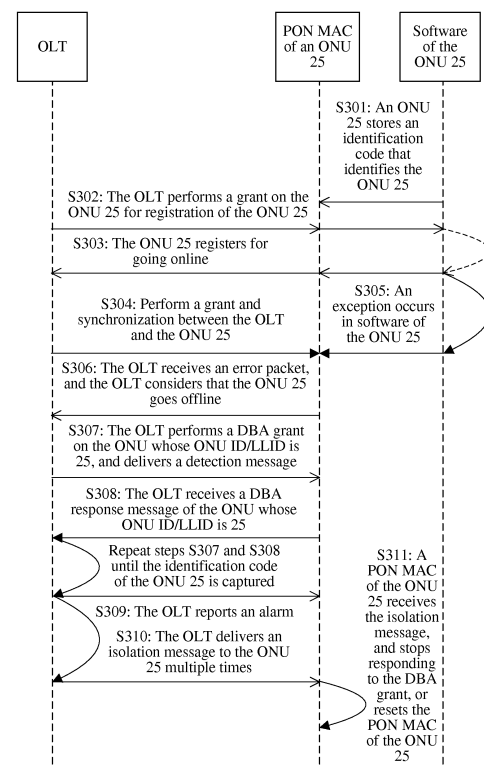 OLT
PON MAC
of an ONU
25
Software
of the
ONU 25
S301: An ONU
25 stores an
identification
code that
identifies the
ONU 25
S302: The OLT performs a grant on the
ONU 25 for registration of the ONU 25
S303: The ONU 25 registers for
going online
S304: Perform a grant and
synchronization between the OLT
and the ONU 25
S305: An
exception occurs
in software of
the ONU 25
S306: The OLT receives an error packet,
and the OLT considers that the ONU 25
goes offline
S307: The OLT performs a DBA grant
on the ONU whose ONU ID/LLID is
25, and delivers a detection message
S308: The OLT receives a DBA
response message of the ONU whose
ONU ID/LLID is 25
Repeat steps S307 and S308
until the identification code
of the ONU 25 is captured
S309: The OLT reports an alarm
S310: The OLT delivers an
isolation message to the ONU
25 multiple times
S311: A
PON MAC
of the ONU
25 receives
the isolation
message,
and stops
responding
to the DBA
grant, or
resets the
PON MAC
of the ONU
25